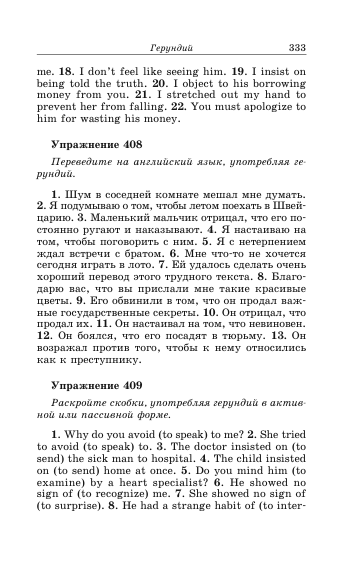 Герундий 333
me. 18. I don't feel like seeing him. 19. I insist on
being told the truth. 20. I object to his borrowing
money from you. 21. I stretched out my hand to
prevent her from falling. 22. You must apologize to
him for wasting his money.
Упражнение 408
Переведите на английский язык, употребляя ге-
рундий.
1. Шум в соседней комнате мешал мне думать.
2. Я подумываю о том, чтобы летом поехать в Швей-
царию. 3. Маленький мальчик отрицал, что его по-
стоянно ругают и наказывают. 4. Я настаиваю на
том, чтобы поговорить с ним. 5. Я с нетерпением
ждал встречи с братом. 6. Мне что-то не хочется
сегодня играть в лото. 7. Ей удалось сделать очень
хороший перевод этого трудного текста. 8. Благо-
дарю вас, что вы прислали мне такие красивые
цветы. 9. Его обвинили в том, что он продал важ-
ные государственные секреты. 10. Он отрицал, что
продал их. 11. Он настаивал на том, что невиновен.
12. Он боялся, что его посадят в тюрьму. 13. Он
возражал против того, чтобы к нему относились
как к преступнику.
Упражнение 409
Раскройте скобки, употребляя герундий в актив-
ной или пассивной форме.
1. Why do you avoid (to speak) to me? 2. She tried
to avoid (to speak) to. 3. The doctor insisted on (to
send) the sick man to hospital. 4. The child insisted
on (to send) home at once. 5. Do you mind him (to
examine) by a heart specialist? 6. He showed no
sign of (to recognize) me. 7. She showed no sign of
(to surprise). 8. He had a strange habit of (to inter-